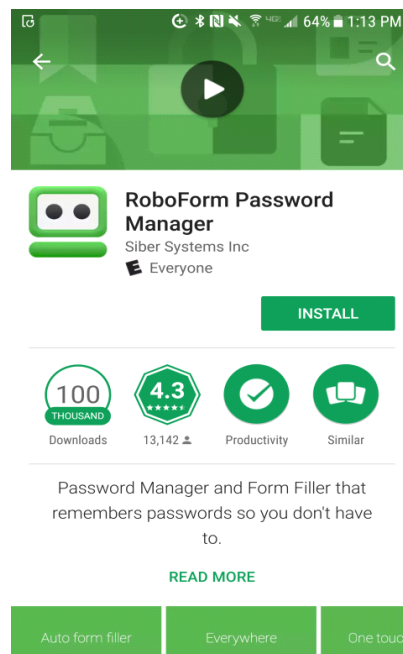 64% 1:13 PM
RoboForm Password
Manager
Siber Systems Inc
E Everyone
INSTALL
100
THOUSAND
4.3
Downloads
13,142
Productivity
Similar
Password Manager and Form Filler that
remembers passwords so you don't have
to.
READ MORE
Auto form filler
Everywhere
One touc